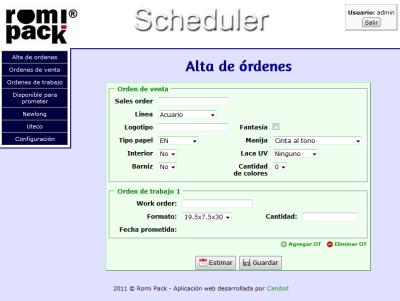 romi pack®
Scheduler
Usuario: admin
Salir
Alta de ordenes
Ordenes de venta
Ordenes de trabajo
Disponible para prometer
Newlong
Uteco
Configuración
Alta de órdenes
Orden de venta
Sales order
Línea Acuario
Logotipo Fantasía
Tipo papel EN Manija Cinta al tono
Interior No Laca UV Ninguno
Barniz No Cantidad de colores 0
Orden de trabajo 1
Work order:
Formato: 19.5x7.5x30 Cantidad:
Fecha prometida:
Agregar OT Eliminar OT
Estimar Guardar
2011 © Romi Pack - Aplicación web desarrollada por Candoit